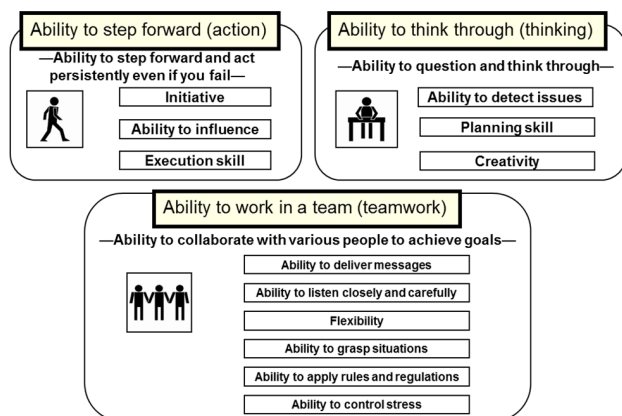 Ability to step forward (action)
—Ability to step forward and act
persistently even if you fail—
Initiative
Ability to influence
Execution skill
Ability to think through (thinking)
—Ability to question and think through—
Ability to detect issues
Planning skill
Creativity
Ability to work in a team (teamwork)
—Ability to collaborate with various people to achieve goals—
Ability to deliver messages
Ability to listen closely and carefully
Flexibility
Ability to grasp situations
Ability to apply rules and regulations
Ability to control stress